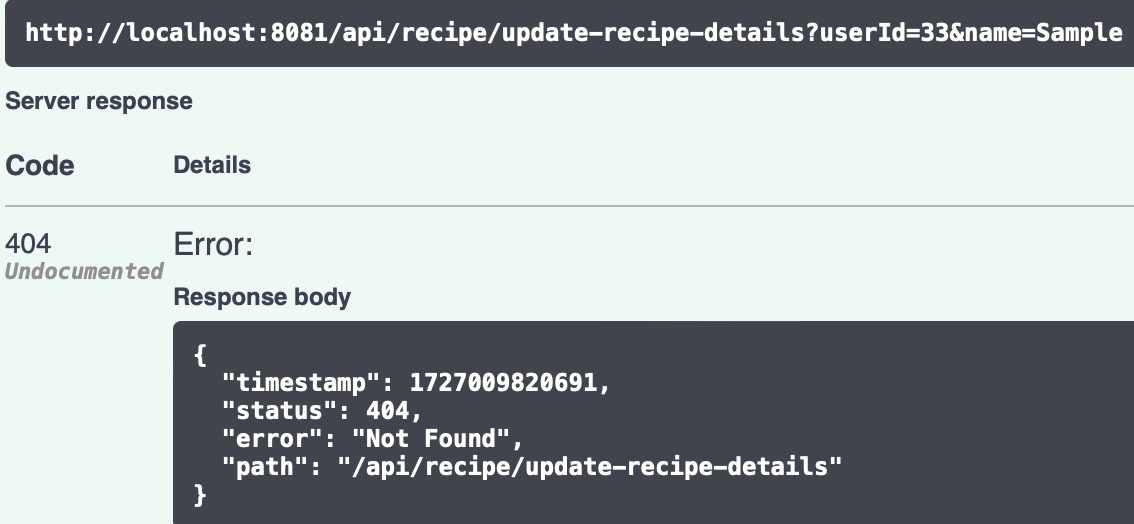 http://localhost:8081/api/recipe/update-recipe-details?userId=33&name=Sample
Server response
Code Details
404 Error:
Undocumented
Response body
{
"timestamp": 1727009820691,
"status": 404,
"error": "Not Found",
"path": "/api/recipe/update-recipe-details"
}